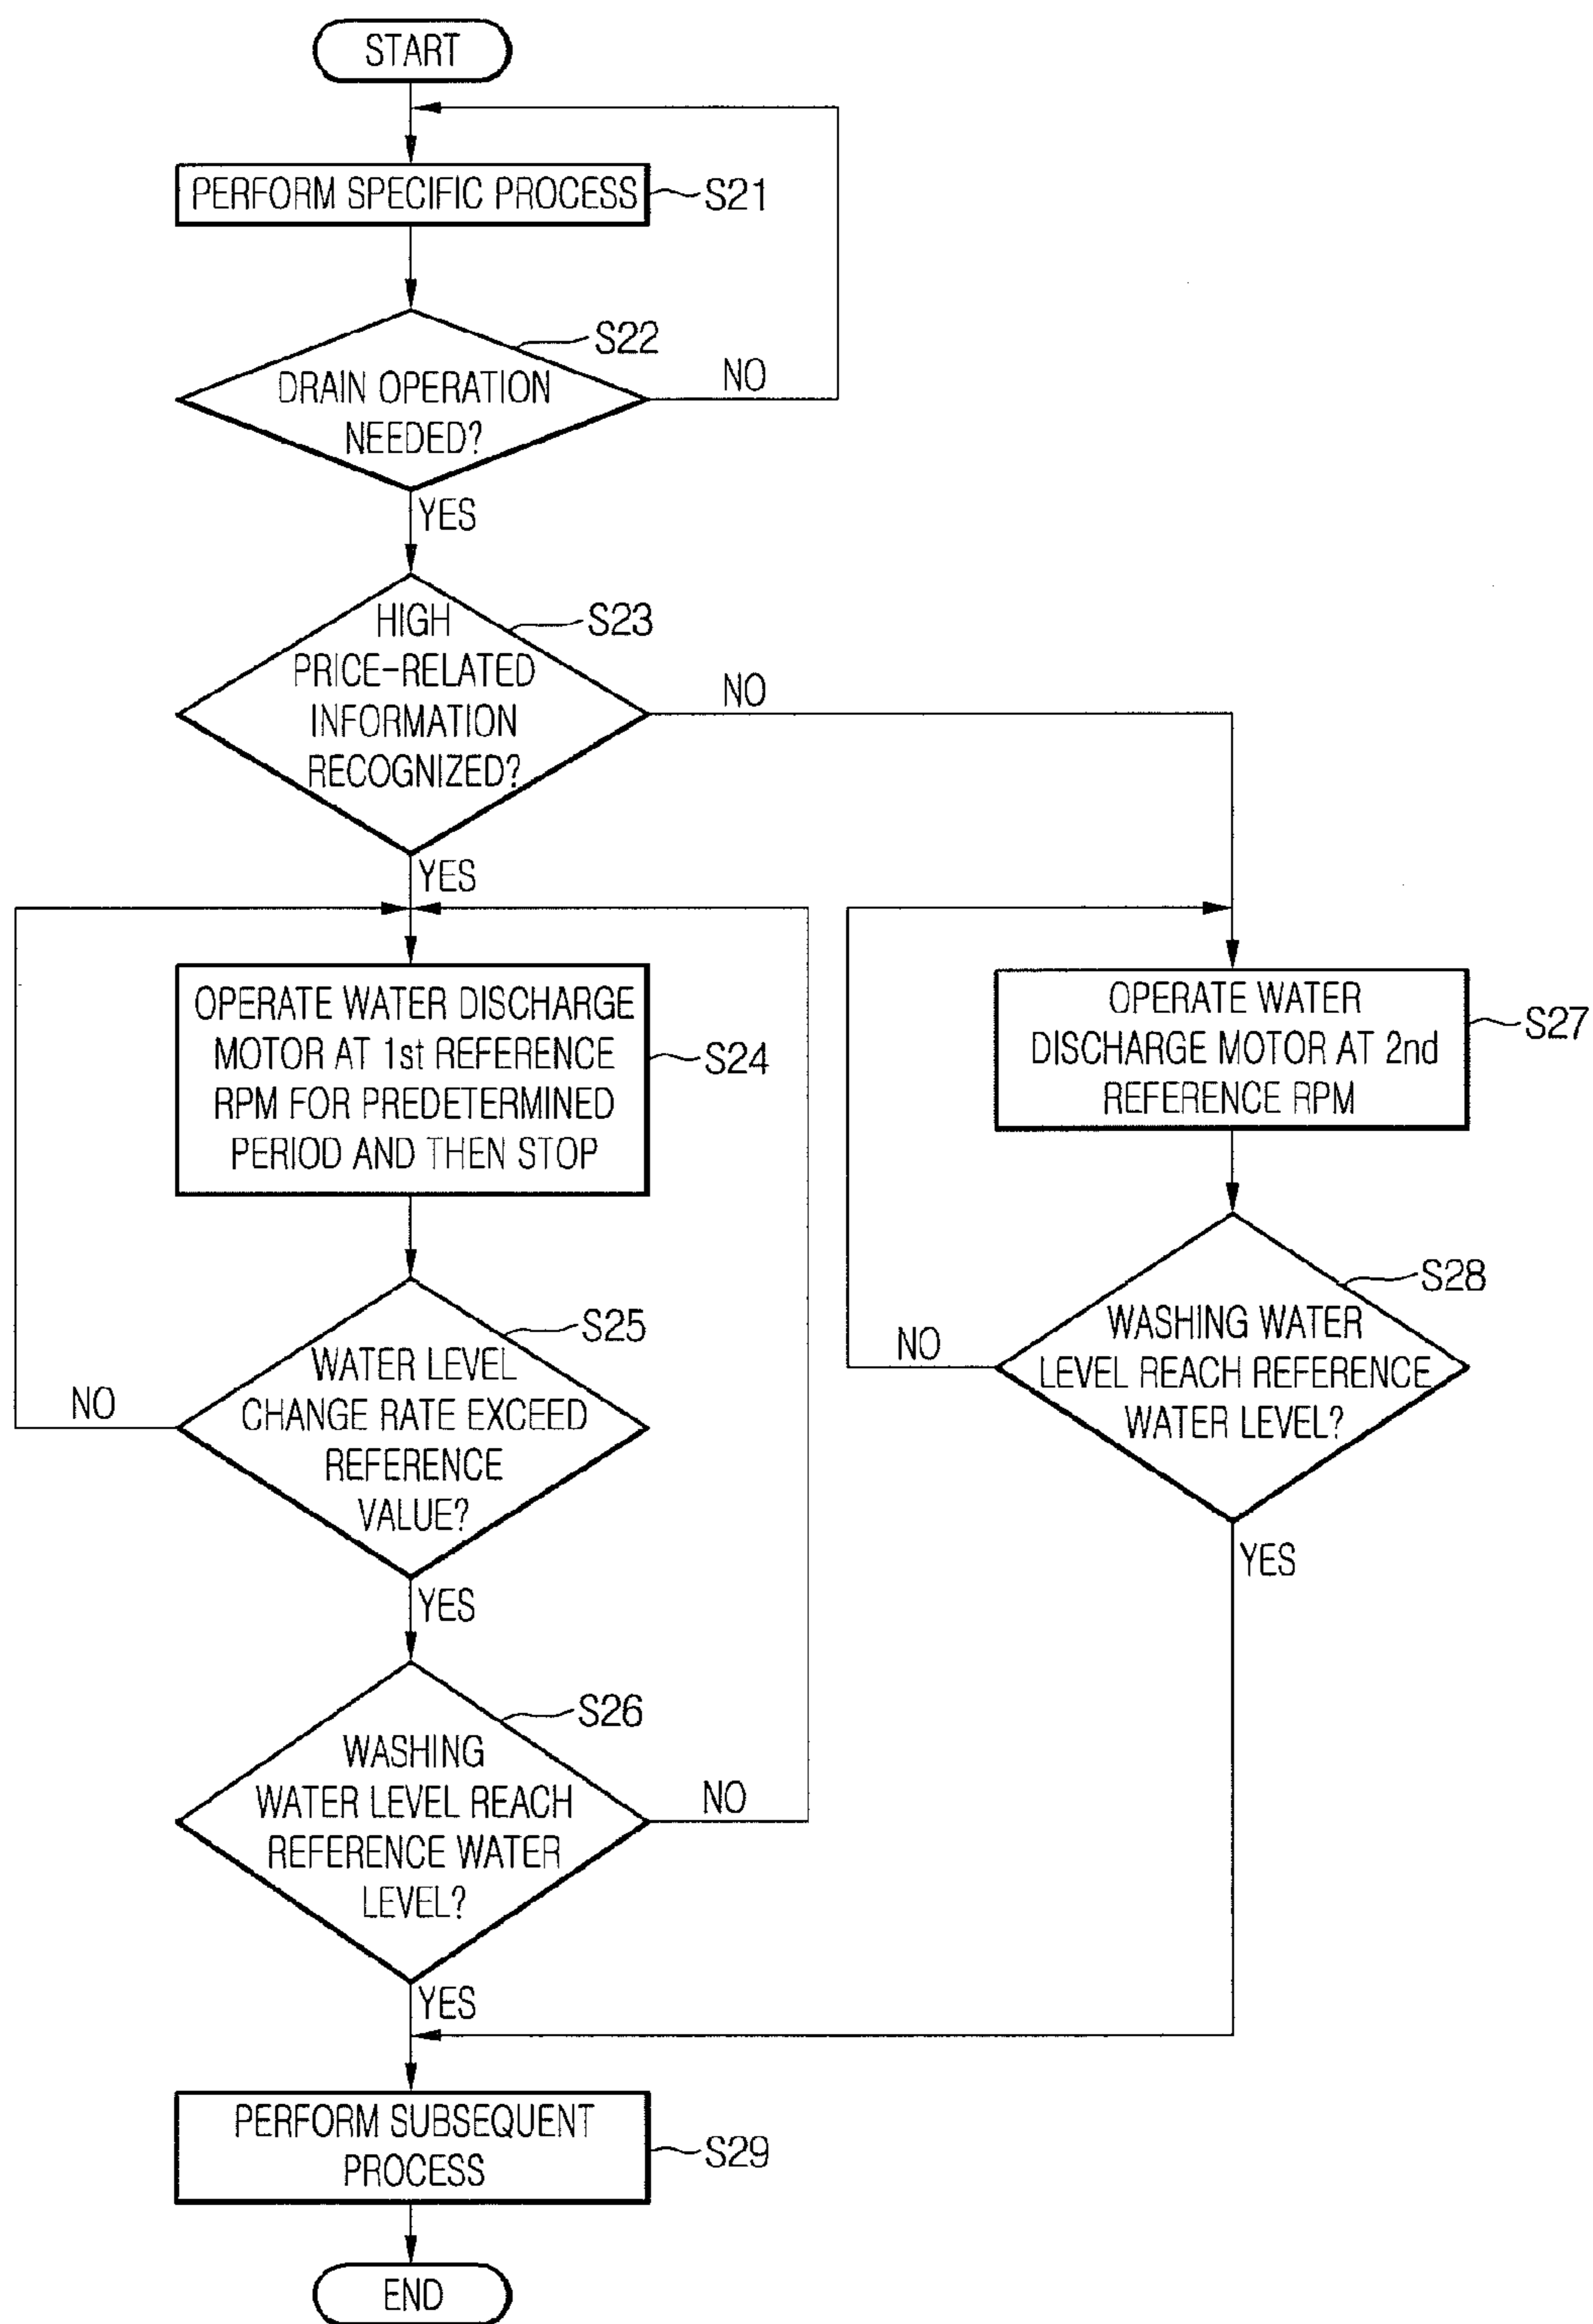 START
PERFORM SPECIFIC PROCESS
S21
S22
DRAIN OPERATION
NEEDED?
NO
YES
S23
HIGH
PRICE-RELATED
INFORMATION
RECOGNIZED?
NO
YES
OPERATE WATER DISCHARGE
MOTOR AT 1st REFERENCE
RPM FOR PREDETERMINED
PERIOD AND THEN STOP
S24
S25
WATER LEVEL
CHANGE RATE EXCEED
REFERENCE
VALUE?
NO
YES
S26
WASHING
WATER LEVEL REACH
REFERENCE WATER
LEVEL?
NO
YES
OPERATE WATER
DISCHARGE MOTOR AT 2nd
REFERENCE RPM
S27
S28
WASHING WATER
LEVEL REACH REFERENCE
WATER LEVEL?
NO
YES
PERFORM SUBSEQUENT
PROCESS
S29
END